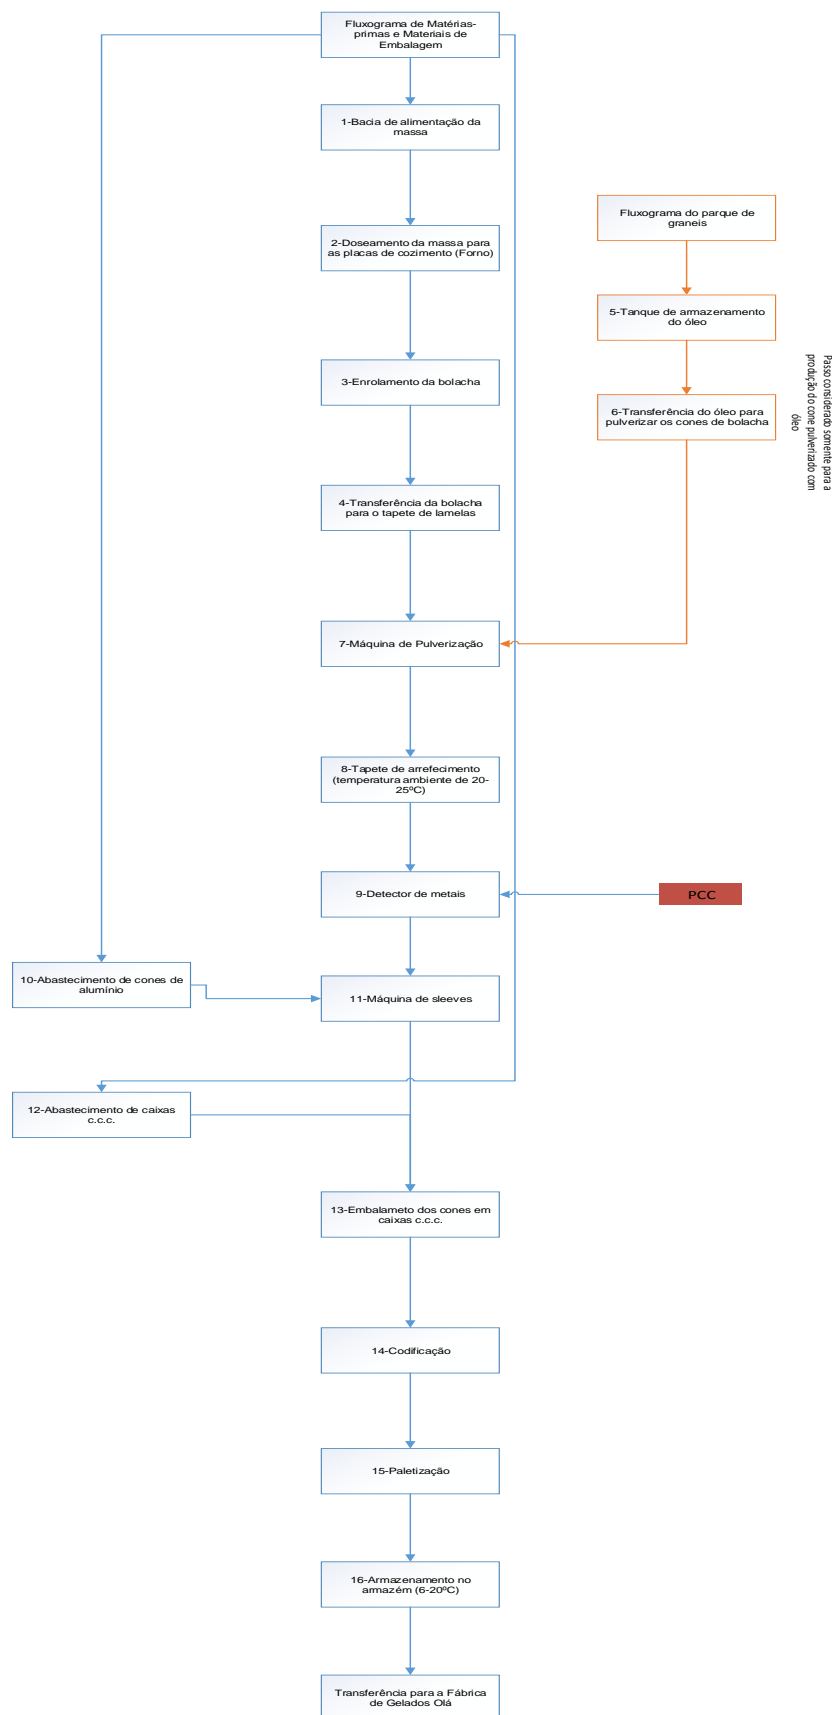 Fluxograma de Matérias-
primas e Materiais de
Embalagem
1-Bacia de alimentação da
massa
2-Doseamento da massa para
as placas de cozimento (Forno)
3-Enrolamento da bolacha
4-Transferência da bolacha
para o tapete de lamelas
Fluxograma do parque de
graneis
5-Tanque de armazenamento
do óleo
6-Transferência do óleo para
pulverizar os cones de bolacha
Passo considerado somente para a
produção do cone pulverizado com
óleo
7-Máquina de Pulverização
8-Tapete de arrefecimento
(temperatura ambiente de 20-
25ºC)
9-Detector de metais
PCC
10-Abastecimento de cones de
alumínio
11-Máquina de sleeves
12-Abastecimento de caixas
c.c.c.
13-Embalameto dos cones em
caixas c.c.c.
14-Codificação
15-Paletização
16-Armazenamento no
armazém (6-20ºC)
Transferência para a Fábrica
de Gelados Olá